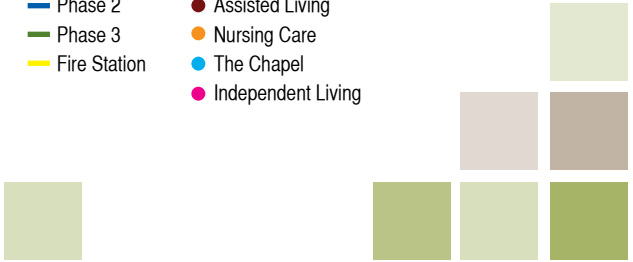 Phase 2
Phase 3
Fire Station
Assisted Living
Nursing Care
The Chapel
Independent Living